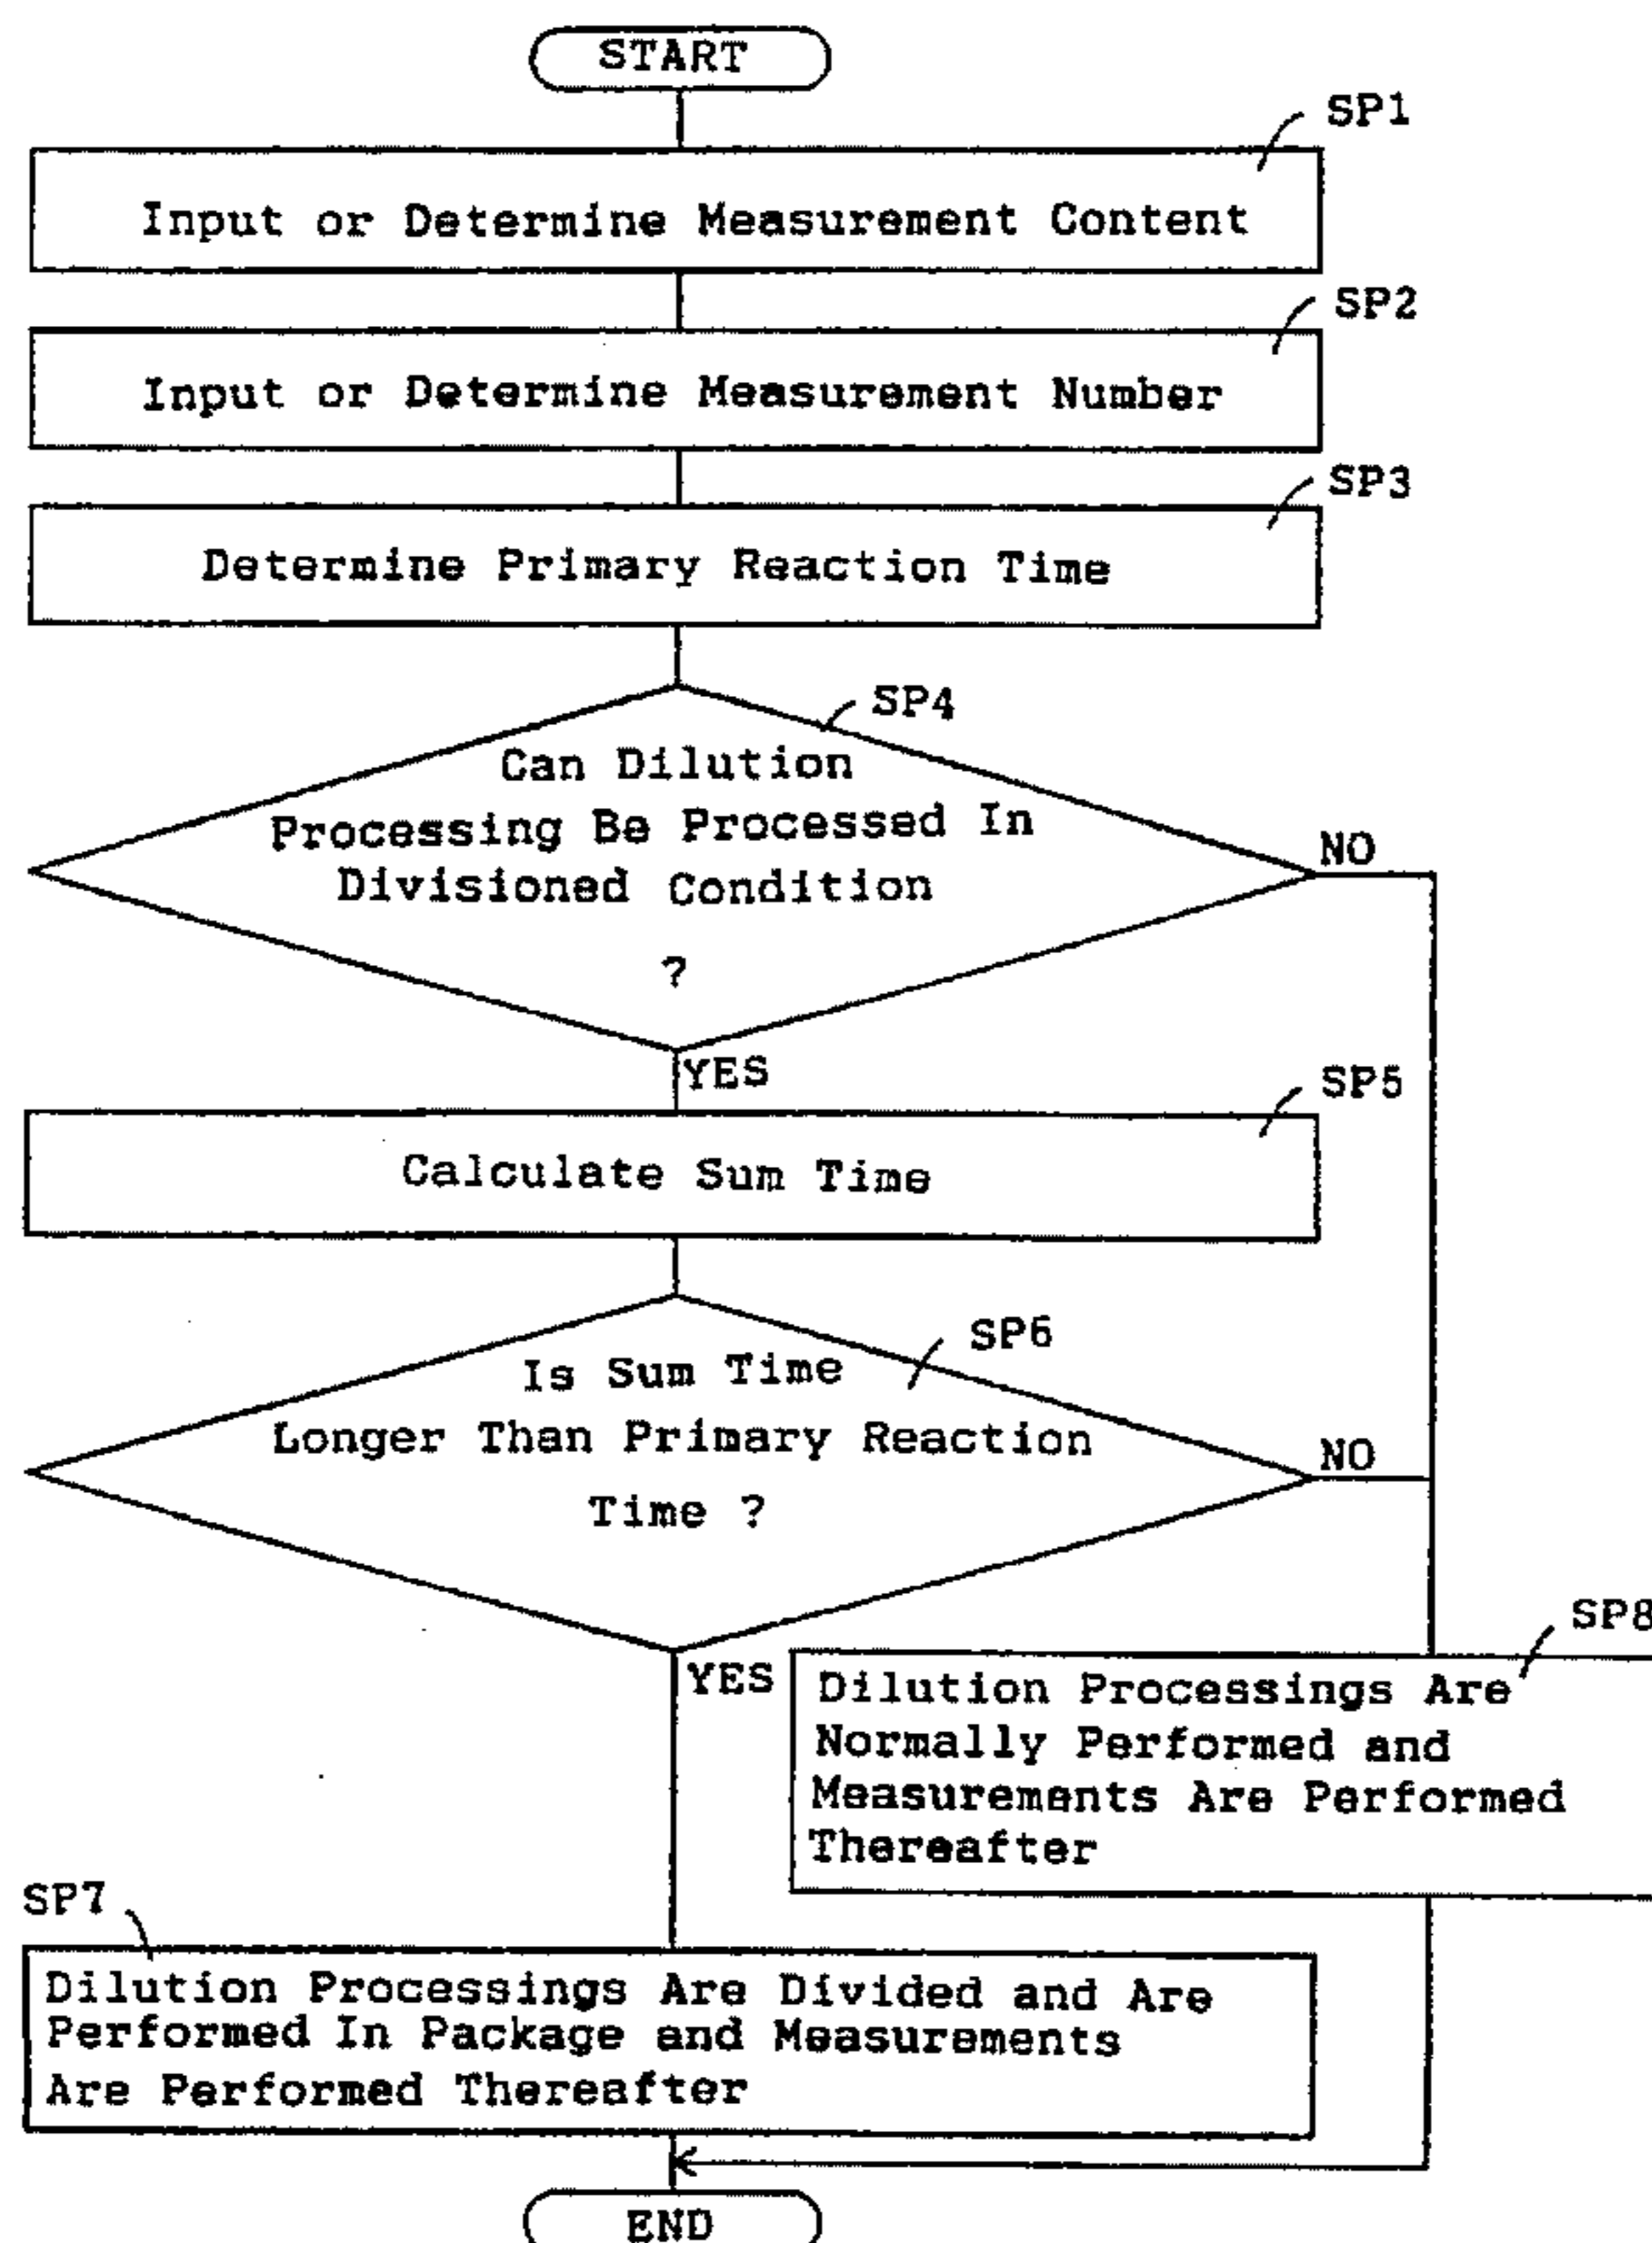 START
SP1
Input or Determine Measurement Content
SP2
Input or Determine Measurement Number
SP3
Determine Primary Reaction Time
SP4
Can Dilution
Processing Be Processed In
Divisioned Condition
?
NO
YES
SP5
Calculate Sum Time
SP6
Is Sum Time
Longer Than Primary Reaction
Time ?
NO
YES
SP8
Dilution Processings Are
Normally Performed and
Measurements Are Performed
Thereafter
SP7
Dilution Processings Are Divided and Are
Performed In Package and Measurements
Are Performed Thereafter
END